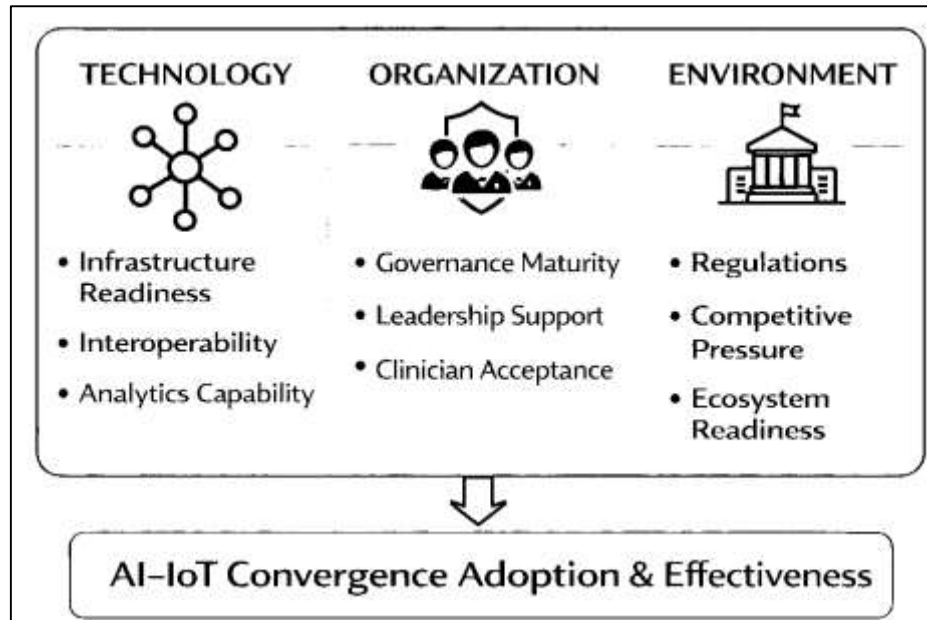 TECHNOLOGY
• Infrastructure
Readiness
• Interoperability
• Analytics Capability
ORGANIZATION
• Governance Maturity
• Leadership Support
• Clinician Acceptance
ENVIRONMENT
• Regulations
• Competitive
Pressure
• Ecosystem
Readiness
AI–IoT Convergence Adoption & Effectiveness